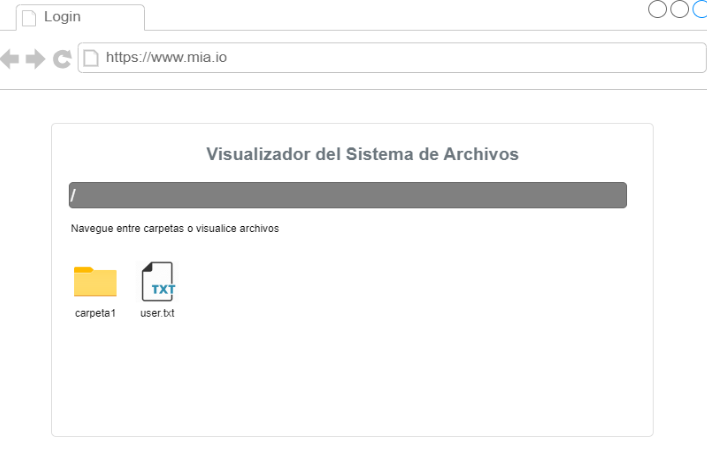 Login
https://www.mia.io
Visualizador del Sistema de Archivos
/
Navegue entre carpetas o visualice archivos
TXT
carpeta1 user.txt